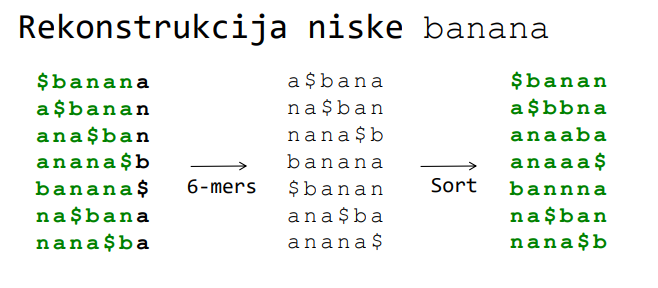 Rekonstrukcija niske banana
$banana a$bana $banan
a$banan na$ban a$bbna
ana$ban nana$b anaaba
anana$b banana anaaa$
banana$ 6-mers $banan Sort bannna
na$bana ana$ba na$ban
nana$ba anana$ nana$b